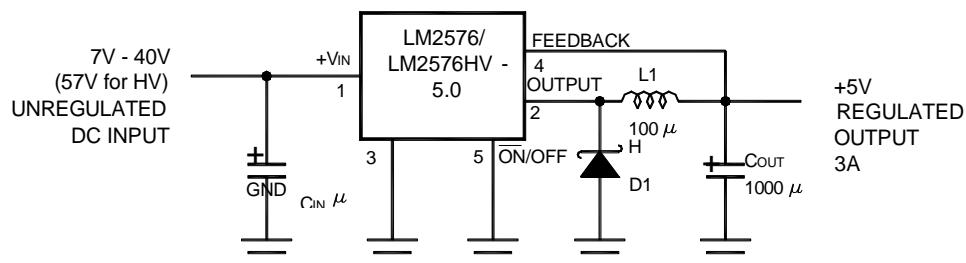 7V - 40V
(57V for HV)
UNREGULATED
DC INPUT
+VIN
1
LM2576/
LM2576HV -
5.0
FEEDBACK
4
OUTPUT
2
L1
100 μ
H
+5V
REGULATED
OUTPUT
3A
3
5
ON/OFF
D1
+
GND
CIN μ
+
COUT
1000 μ